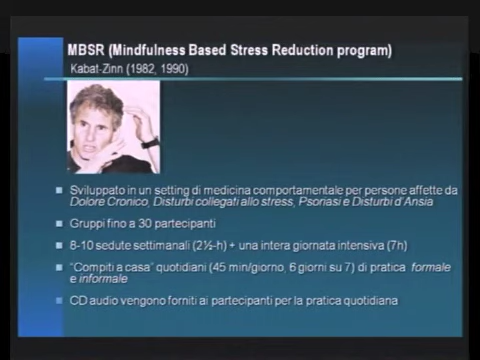 MBSR (Mindfulness Based Stress Reduction program)
Kabat-Zinn (1982, 1990)
Sviluppato in un setting di medicina comportamentale per persone affette da
Dolore Cronico, Disturbi collegati allo stress, Psoriasi e Disturbi d'Ansia
Gruppi fino a 30 partecipanti
8-10 sedute settimanali (2½-h) + una intera giornata intensiva (7h)
"Compiti a casa" quotidiani (45 min/giorno, 6 giorni su 7) di pratica formale
e informale
CD audio vengono forniti ai partecipanti per la pratica quotidiana